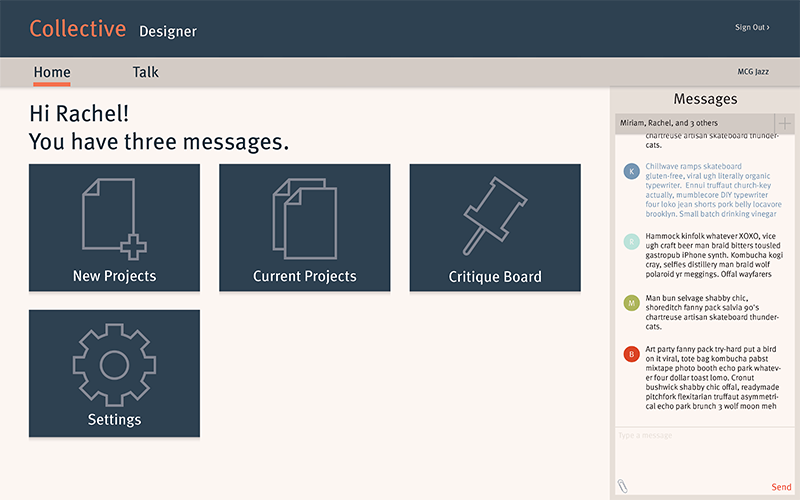 Collective Designer
Sign Out ›
Home Talk
MCG Jazz
Hi Rachel!
You have three messages.
New Projects
Current Projects
Critique Board
Settings
Messages
Miriam, Rachel, and 3 others
chartreuse artisan skateboard thunder-
cats.
K
Chillwave ramps skateboard
gluten-free, viral ugh literally organic
typewriter. Ennui truffaut church-key
actually, mumblecore DIY typewriter
four loko jean shorts pork belly locavore
brooklyn. Small batch drinking vinegar
R
Hammock kinfolk whatever XOXO, vice
ugh craft beer man braid bitters tousled
gastropub iPhone synth. Kombucha kogi
cray, selfies distillery man braid wolf
polaroid yr meggings. Offal wayfarers
M
Man bun selvage shabby chic,
shoreditch fanny pack salvia 90's
chartreuse artisan skateboard thunder-
cats.
B
Art party fanny pack try-hard put a bird
on it viral, tote bag kombucha pabst
mixtape photo booth echo park whatev-
er four dollar toast lomo. Cronut
bushwick shabby chic offal, readymade
pitchfork flexitarian truffaut asymmetri-
cal echo park brunch 3 wolf moon meh
Type a message
Send